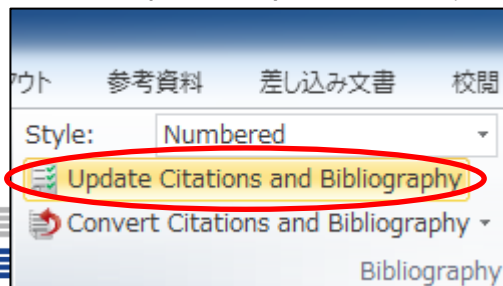 アウト 参考資料 差し込み文書 校閲
Style: Numbered
Update Citations and Bibliography
Convert Citations and Bibliography
Bibliography